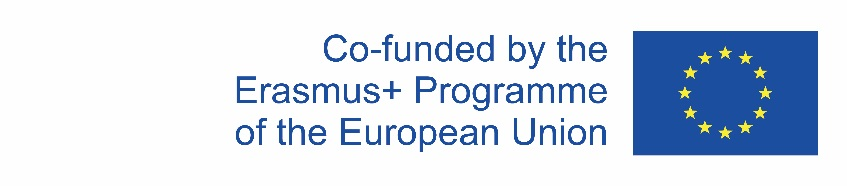 Co-funded by the
Erasmus+ Programme
of the European Union